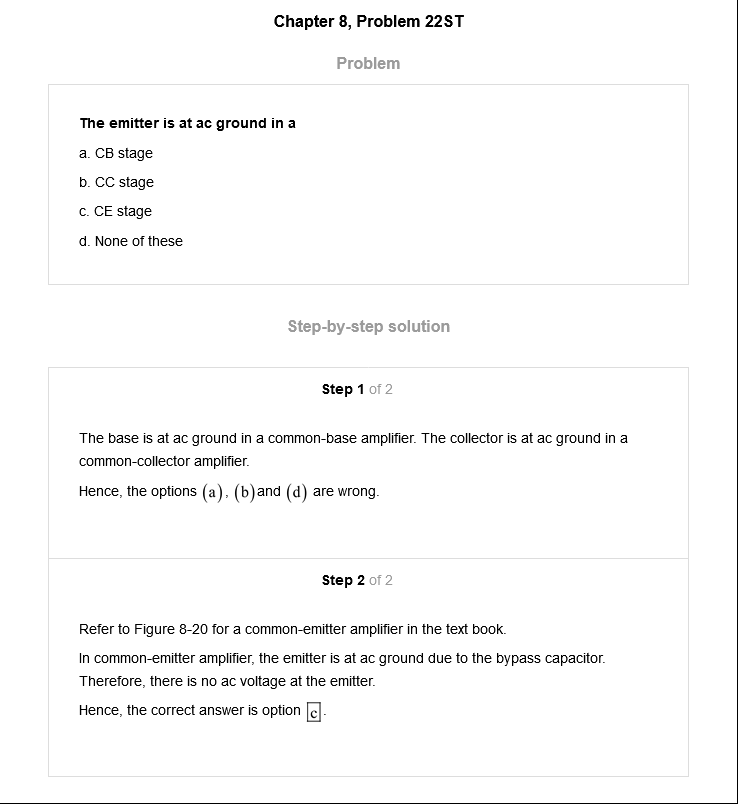 Chapter 8, Problem 22ST
Problem
The emitter is at ac ground in a
a. CB stage
b. CC stage
c. CE stage
d. None of these
Step-by-step solution
Step 1 of 2
The base is at ac ground in a common-base amplifier. The collector is at ac ground in a
common-collector amplifier.
Hence, the options (a), (b)and (d) are wrong.
Step 2 of 2
Refer to Figure 8-20 for a common-emitter amplifier in the text book.
In common-emitter amplifier, the emitter is at ac ground due to the bypass capacitor.
Therefore, there is no ac voltage at the emitter.
Hence, the correct answer is option c.